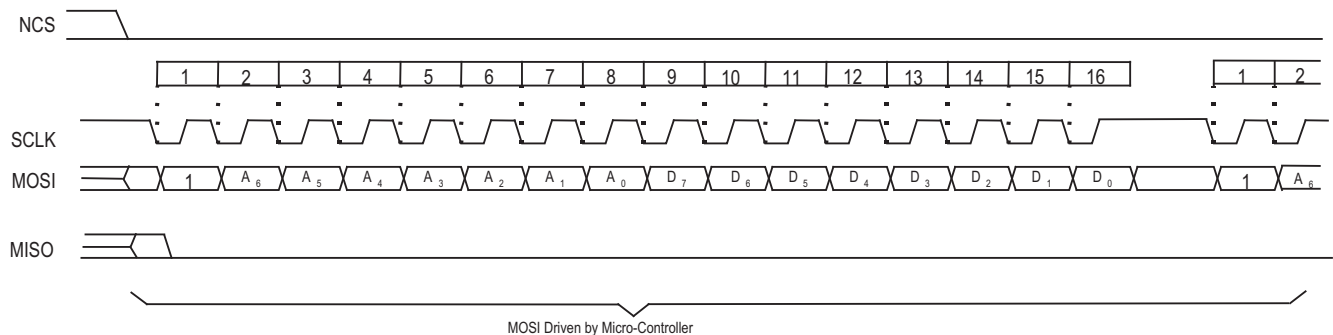 NCS
1 2 3 4 5 6 7 8 9 10 11 12 13 14 15 16 1 2
SCLK
MOSI 1 A6 A5 A4 A3 A2 A1 A0 D7 D6 D5 D4 D3 D2 D1 D0 1 A6
MISO
MOSI Driven by Micro-Controller